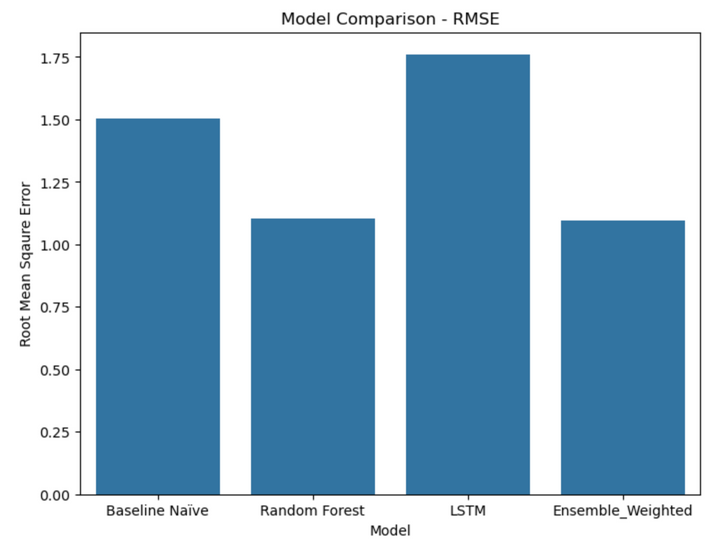 Model Comparison - RMSE
Root Mean Sqaure Error
1.75
1.50
1.25
1.00
0.75
0.50
0.25
0.00
Baseline Naïve Random Forest LSTM Ensemble_Weighted
Model